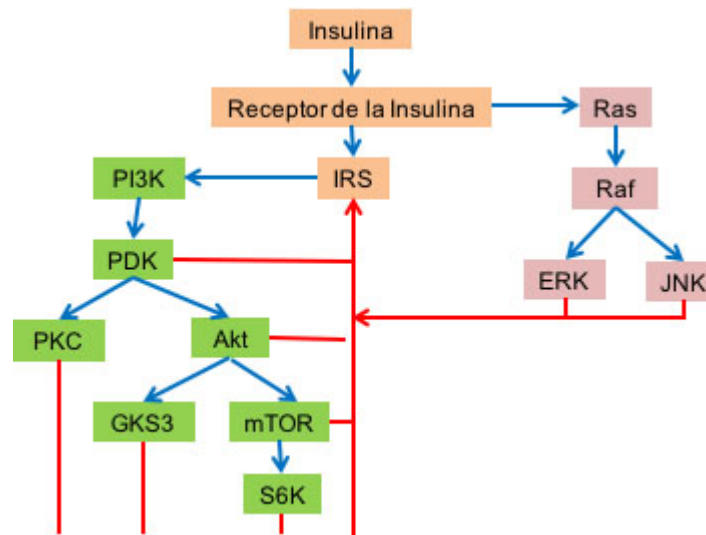 Insulina
Receptor de la Insulina
Ras
PI3K
IRS
Raf
PDK
ERK
JNK
PKC
Akt
GKS3
mTOR
S6K